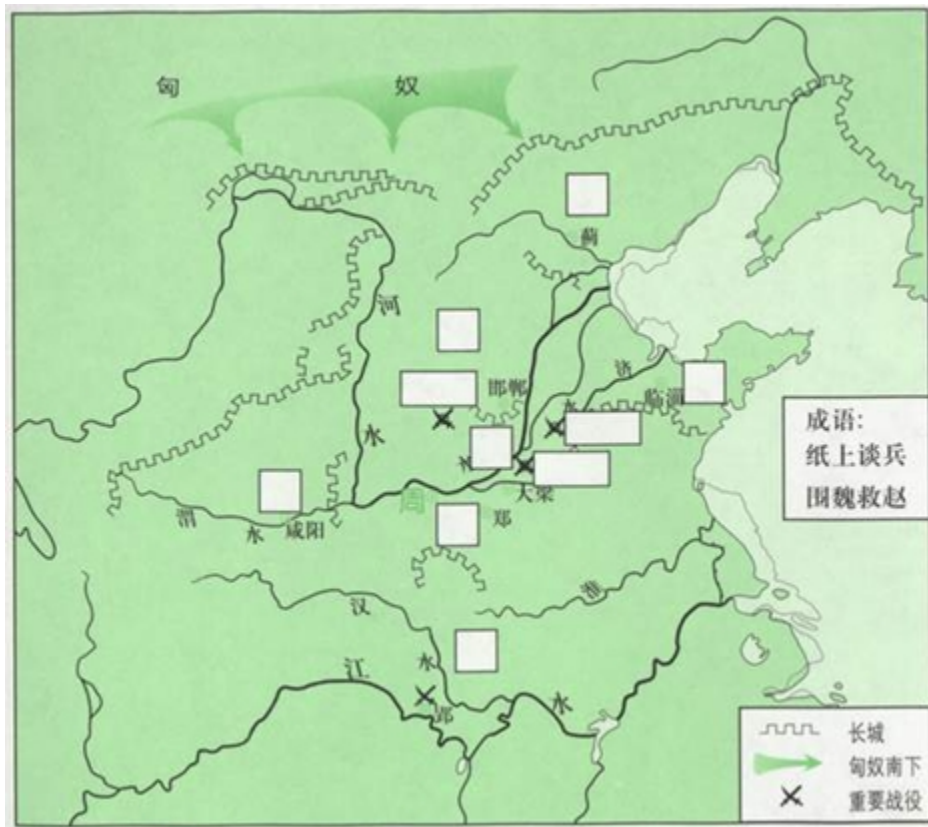 匈奴
蓟
河
邯郸
济
临淄
水
水
成语:
纸上谈兵
围魏救赵
大梁
周
郑
渭
水
咸阳
汉
淮
水
江
水
郢
长城
匈奴南下
重要战役